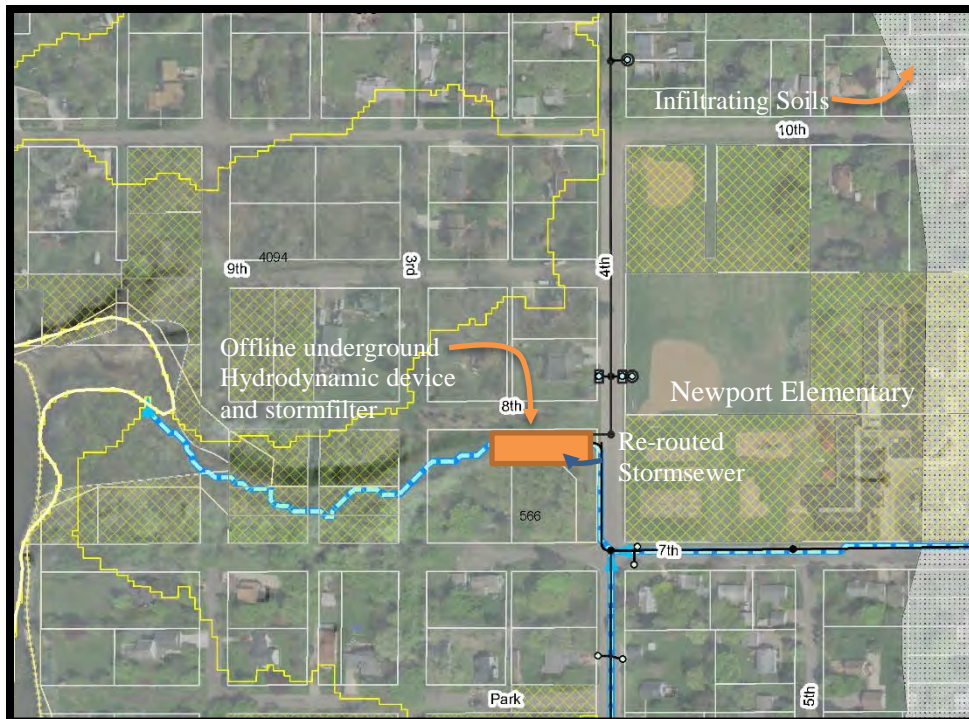 Infiltrating Soils
10th
9th
4094
3rd
4th
Offline underground
Hydrodynamic device
and stormfilter
Newport Elementary
8th
Re-routed
Stormsewer
566
7th
Park
5th